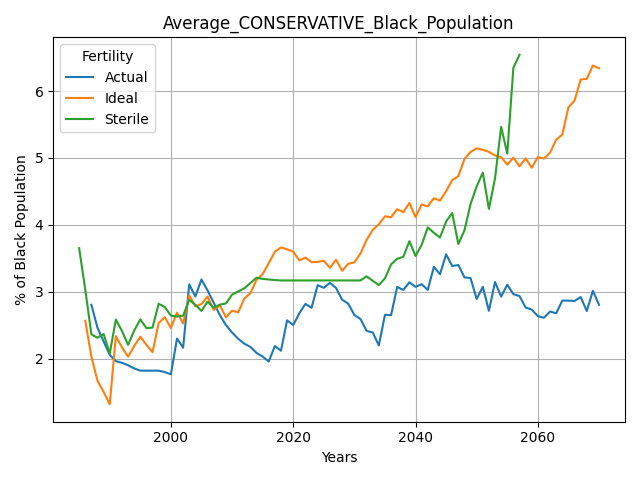 Average_CONSERVATIVE_Black_Population
Fertility
Actual
Ideal
Sterile
% of Black Population
6
5
4
3
2
2000
2020
2040
2060
Years